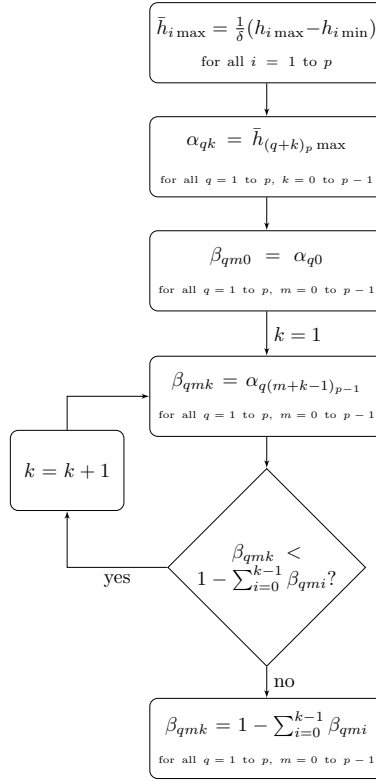 h̄_{i max} = 1/δ (h_{i max} − h_{i min})
for all i = 1 to p
α_{qk} = h̄_{(q+k)_p max}
for all q = 1 to p, k = 0 to p − 1
β_{qm0} = α_{q0}
for all q = 1 to p, m = 0 to p − 1
k = 1
β_{qmk} = α_{q(m+k−1)_{p−1}}
for all q = 1 to p, m = 0 to p − 1
k = k + 1
β_{qmk} <
1 − ∑_{i=0}^{k−1} β_{qmi}?
yes
no
β_{qmk} = 1 − ∑_{i=0}^{k−1} β_{qmi}
for all q = 1 to p, m = 0 to p − 1